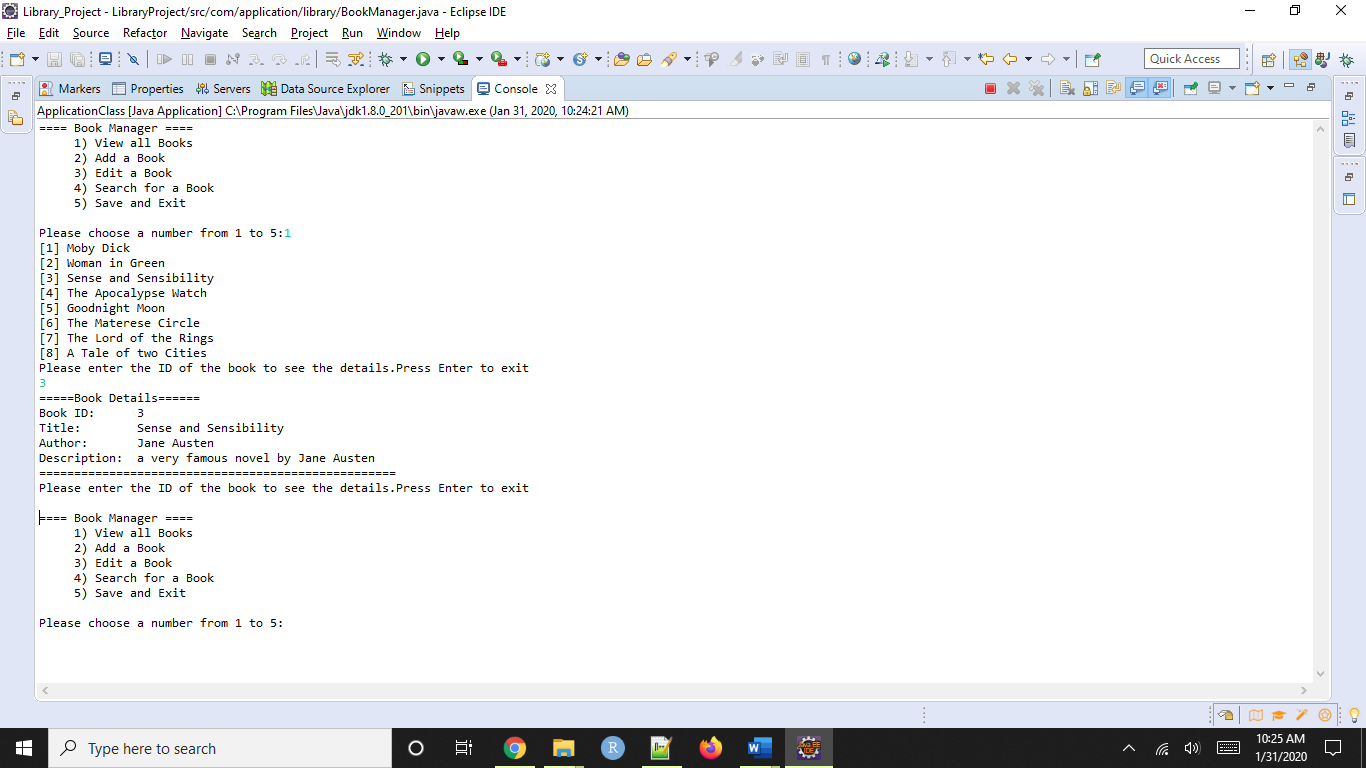 Library_Project - LibraryProject/src/com/application/library/BookManager.java - Eclipse IDE
File Edit Source Refactor Navigate Search Project Run Window Help
Quick Access
Markers Properties Servers Data Source Explorer Snippets Console
ApplicationClass [Java Application] C:\Program Files\Java\jdk1.8.0_201\bin\javaw.exe (Jan 31, 2020, 10:24:21 AM)
==== Book Manager ====
1) View all Books
2) Add a Book
3) Edit a Book
4) Search for a Book
5) Save and Exit
Please choose a number from 1 to 5:1
[1] Moby Dick
[2] Woman in Green
[3] Sense and Sensibility
[4] The Apocalypse Watch
[5] Goodnight Moon
[6] The Materese Circle
[7] The Lord of the Rings
[8] A Tale of two Cities
Please enter the ID of the book to see the details.Press Enter to exit
3
=====Book Details======
Book ID: 3
Title: Sense and Sensibility
Author: Jane Austen
Description: a very famous novel by Jane Austen
===================================================
Please enter the ID of the book to see the details.Press Enter to exit
==== Book Manager ====
1) View all Books
2) Add a Book
3) Edit a Book
4) Search for a Book
5) Save and Exit
Please choose a number from 1 to 5:
Type here to search
R
W
Java EE
IDE
10:25 AM
1/31/2020